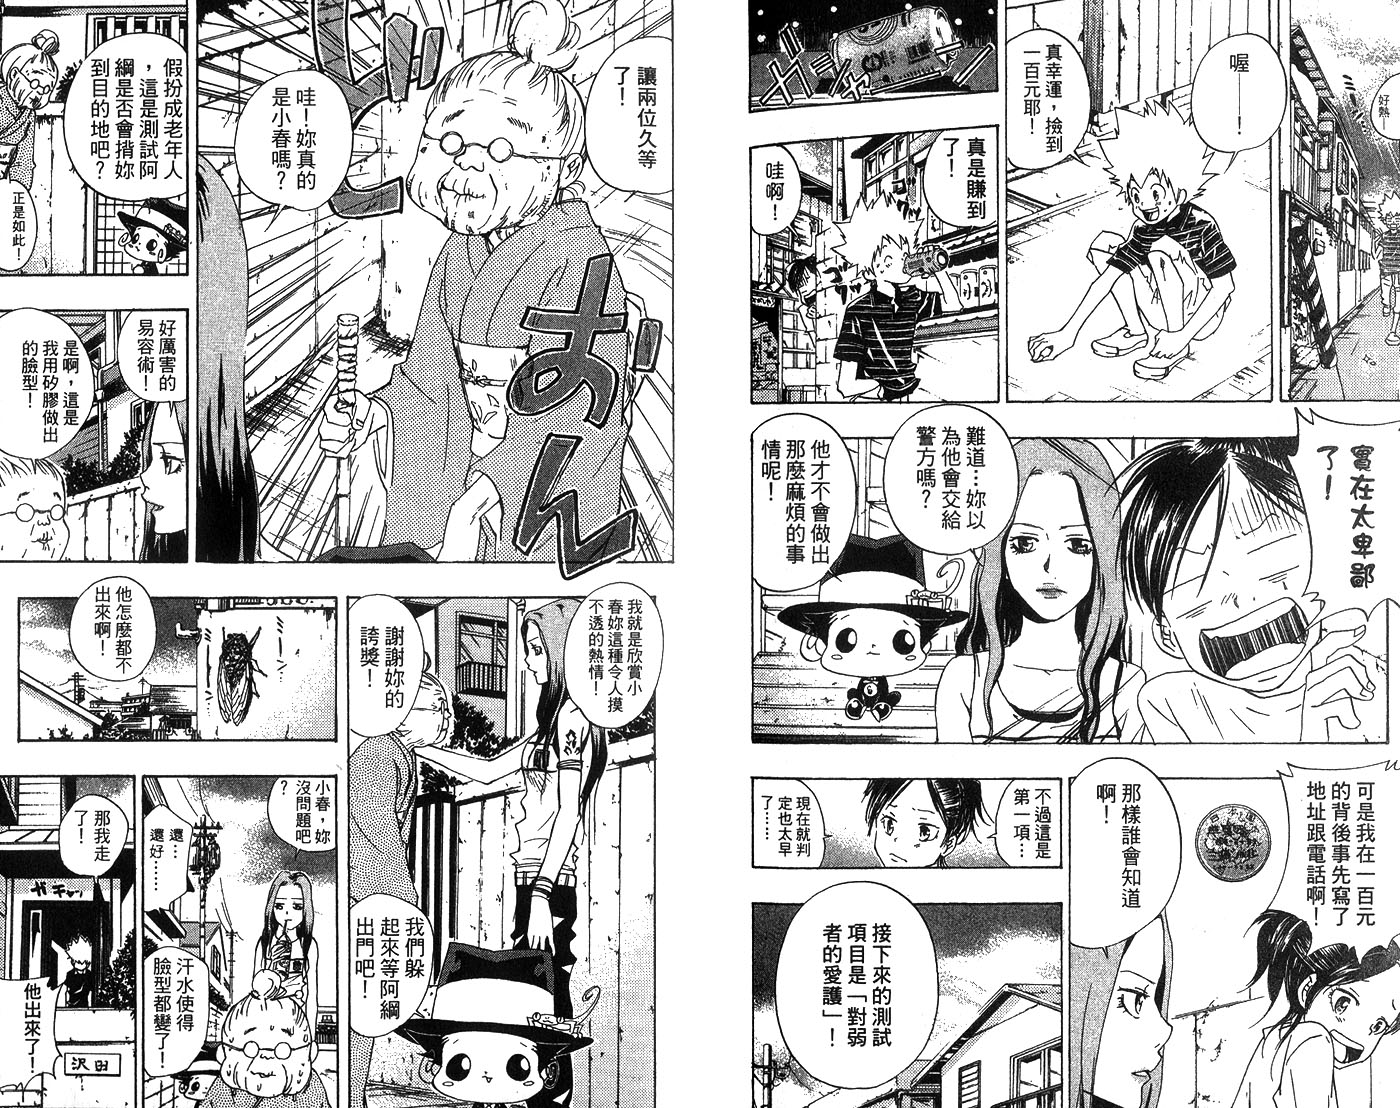 好熱
喔——!
真幸運,撿到
一百元耶!
真是賺到
了!
哇啊!
實在太卑鄙
了!
難道…妳以
為他會交給
警方嗎?
他才不會做出
那麼麻煩的事
情呢!
可是我在一百元
的背後事先寫了
地址跟電話啊!
那樣誰會知道
啊!
不過這是
第一項…
現在就判
定也太早
了……
接下來的測試
項目是「對弱
者的愛護」!
讓兩位久等
了!
哇!妳真的
是小春嗎?
おおん
假扮成老年人
,這是測試阿
綱是否會揹妳
到目的地吧?
正是如此!
好厲害的
易容術!
是啊,這是
我用矽膠做出
的臉型!
我就是欣賞小
春妳這種令人摸
不透的熱情!
謝謝妳的
誇獎!
我們躲
起來等阿綱
出門吧!
他怎麼都不
出來啊!
小春,妳
沒問題吧
?
還…
還好……
汗水使得
臉型都變了!
那我走
了!
ガチャッ
沢田
他出來了!